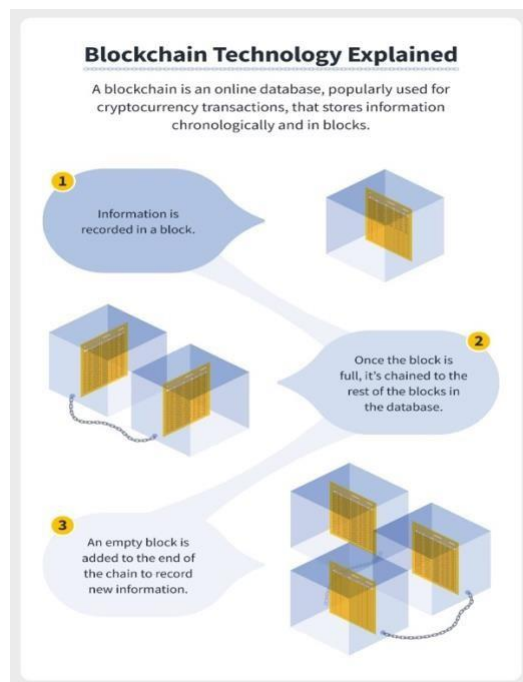 Blockchain Technology Explained
A blockchain is an online database, popularly used for
cryptocurrency transactions, that stores information
chronologically and in blocks.
1
Information is
recorded in a block.
2
Once the block is
full, it's chained to the
rest of the blocks in
the database.
3
An empty block is
added to the end of
the chain to record
new information.